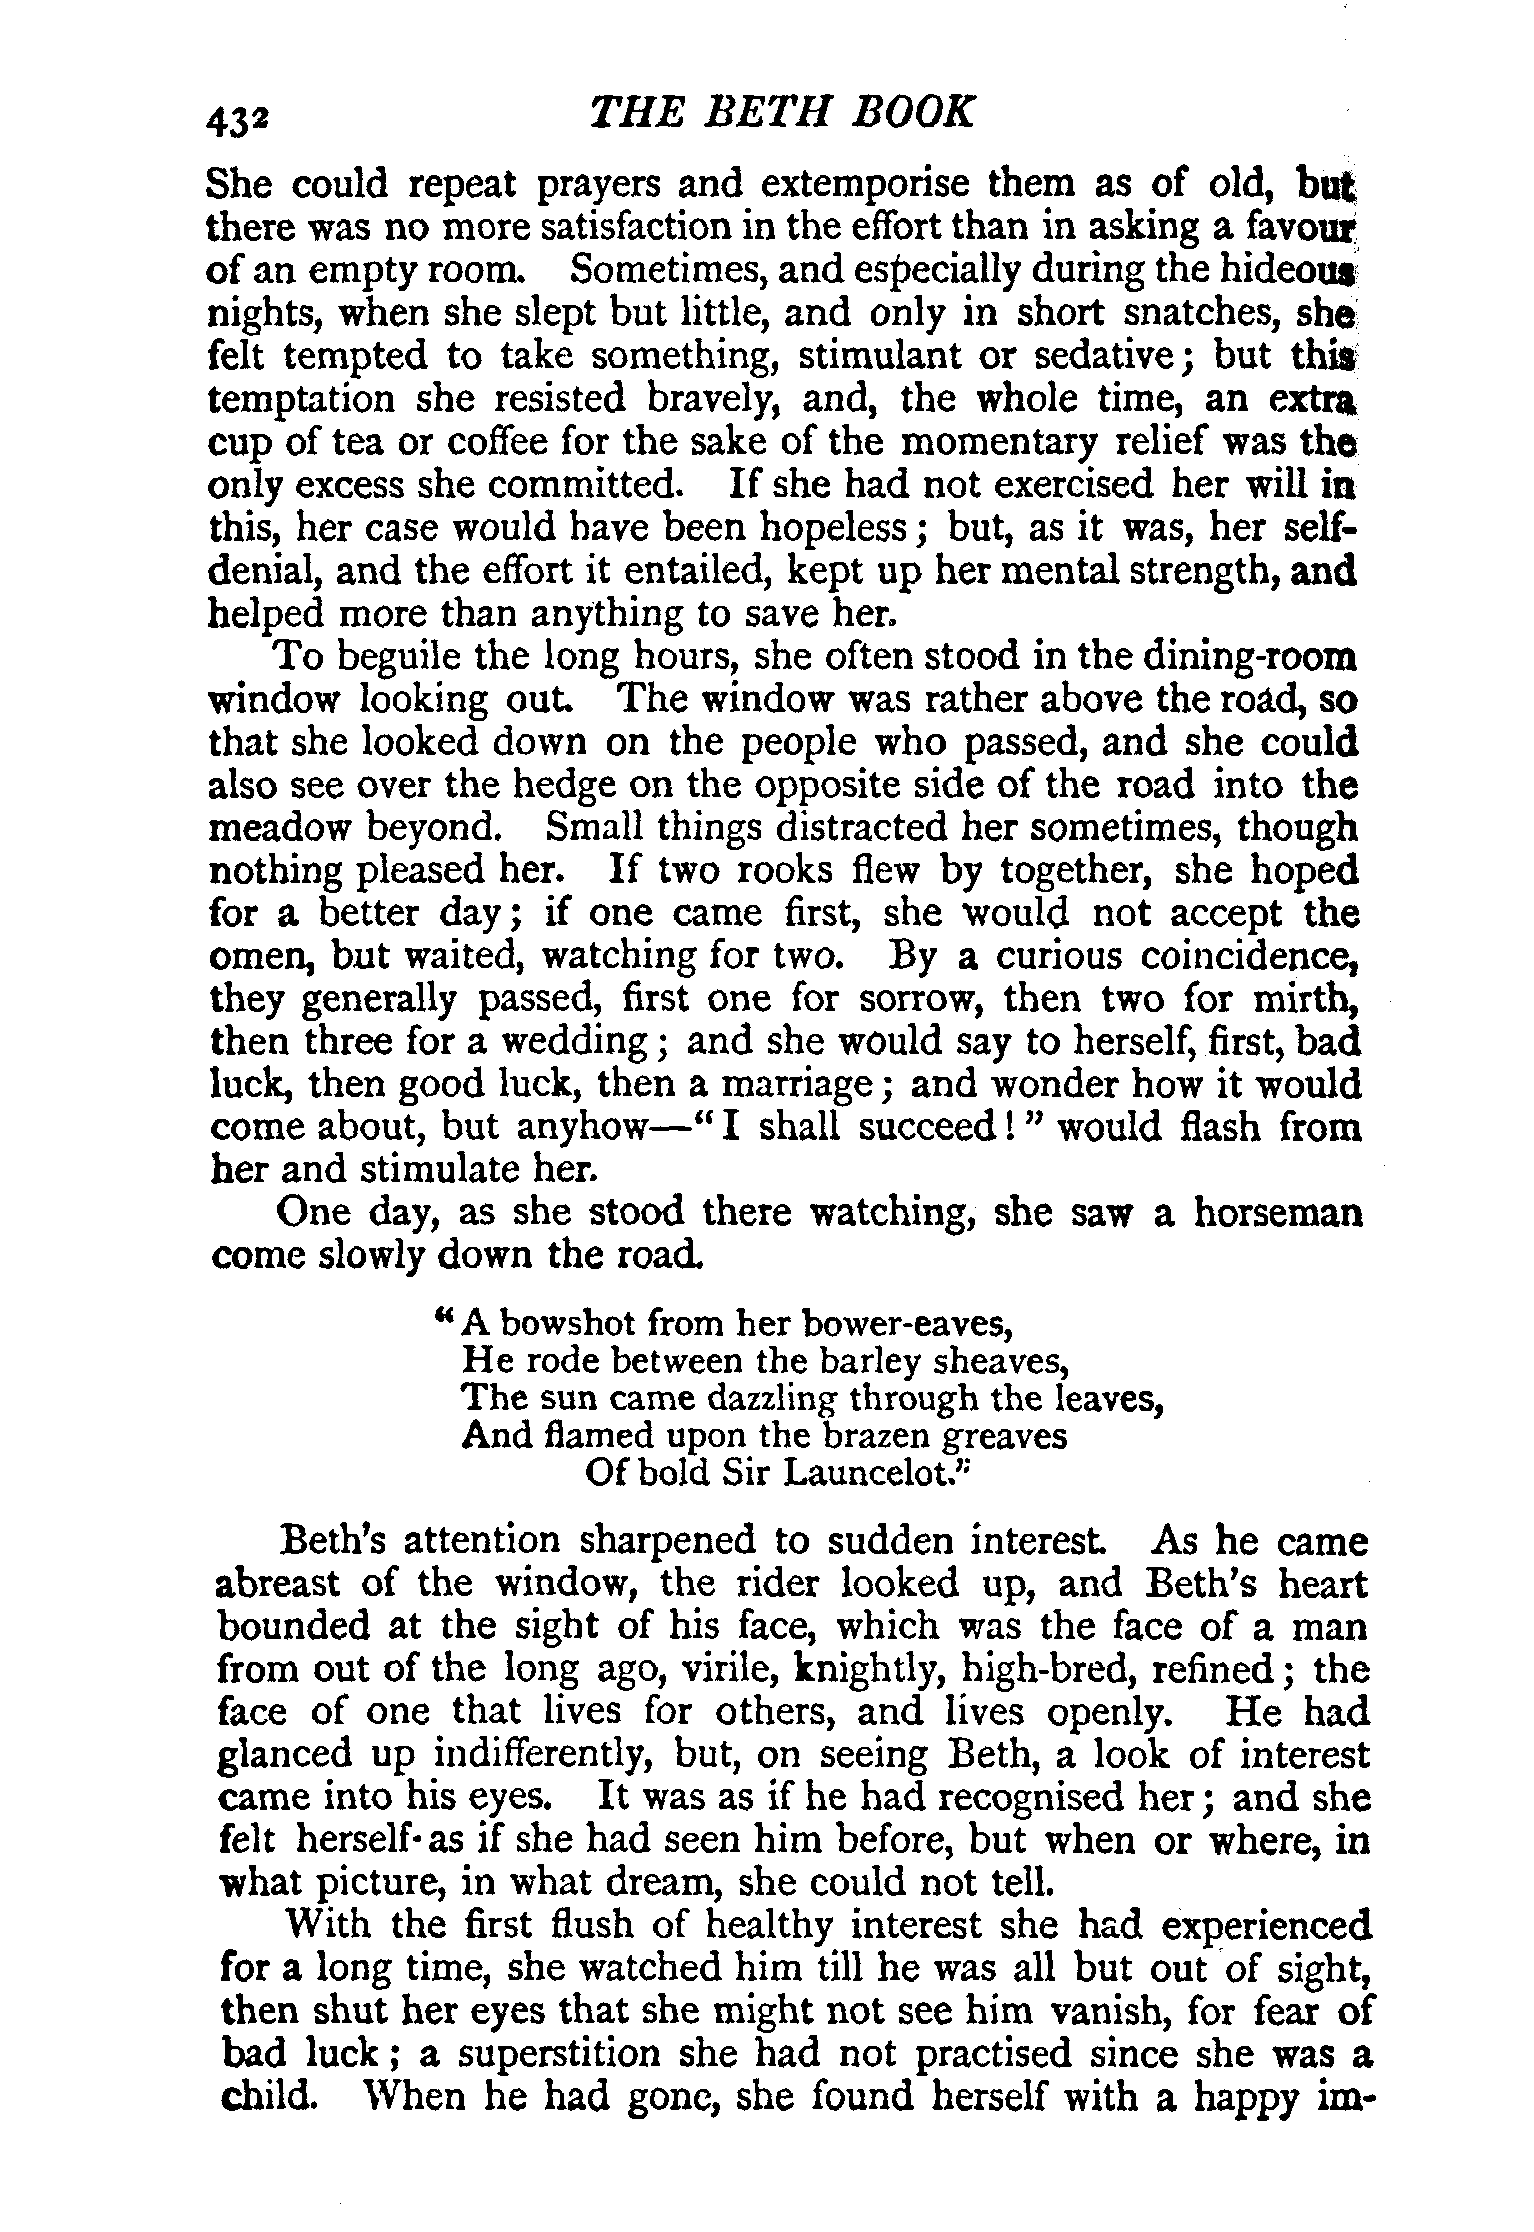 432 THE BETH BOOK
She could repeat prayers and extemporise them as of old, but
there was no more satisfaction in the effort than in asking a favour
of an empty room. Sometimes, and especially during the hideous
nights, when she slept but little, and only in short snatches, she
felt tempted to take something, stimulant or sedative; but this
temptation she resisted bravely, and, the whole time, an extra
cup of tea or coffee for the sake of the momentary relief was the
only excess she committed. If she had not exercised her will in
this, her case would have been hopeless; but, as it was, her self-
denial, and the effort it entailed, kept up her mental strength, and
helped more than anything to save her.
To beguile the long hours, she often stood in the dining-room
window looking out. The window was rather above the road, so
that she looked down on the people who passed, and she could
also see over the hedge on the opposite side of the road into the
meadow beyond. Small things distracted her sometimes, though
nothing pleased her. If two rooks flew by together, she hoped
for a better day; if one came first, she would not accept the
omen, but waited, watching for two. By a curious coincidence,
they generally passed, first one for sorrow, then two for mirth,
then three for a wedding; and she would say to herself, first, bad
luck, then good luck, then a marriage; and wonder how it would
come about, but anyhow—“I shall succeed!” would flash from
her and stimulate her.
One day, as she stood there watching, she saw a horseman
come slowly down the road.
“A bowshot from her bower-eaves,
He rode between the barley sheaves,
The sun came dazzling through the leaves,
And flamed upon the brazen greaves
Of bold Sir Launcelot.”
Beth's attention sharpened to sudden interest. As he came
abreast of the window, the rider looked up, and Beth's heart
bounded at the sight of his face, which was the face of a man
from out of the long ago, virile, knightly, high-bred, refined; the
face of one that lives for others, and lives openly. He had
glanced up indifferently, but, on seeing Beth, a look of interest
came into his eyes. It was as if he had recognised her; and she
felt herself as if she had seen him before, but when or where, in
what picture, in what dream, she could not tell.
With the first flush of healthy interest she had experienced
for a long time, she watched him till he was all but out of sight,
then shut her eyes that she might not see him vanish, for fear of
bad luck; a superstition she had not practised since she was a
child. When he had gone, she found herself with a happy im-